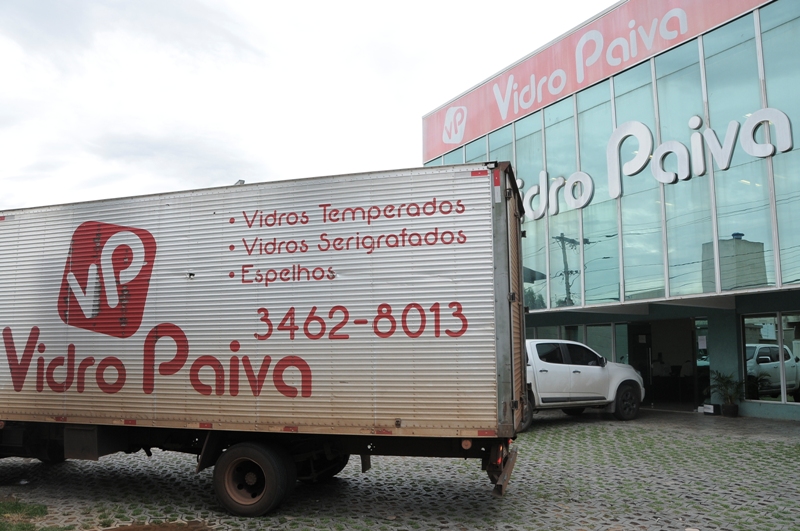 VP Vidro Paiva
Vidro Paiva
• Vidros Temperados
• Vidros Serigrafados
• Espelhos
3462-8013
VP
Vidro Paiva